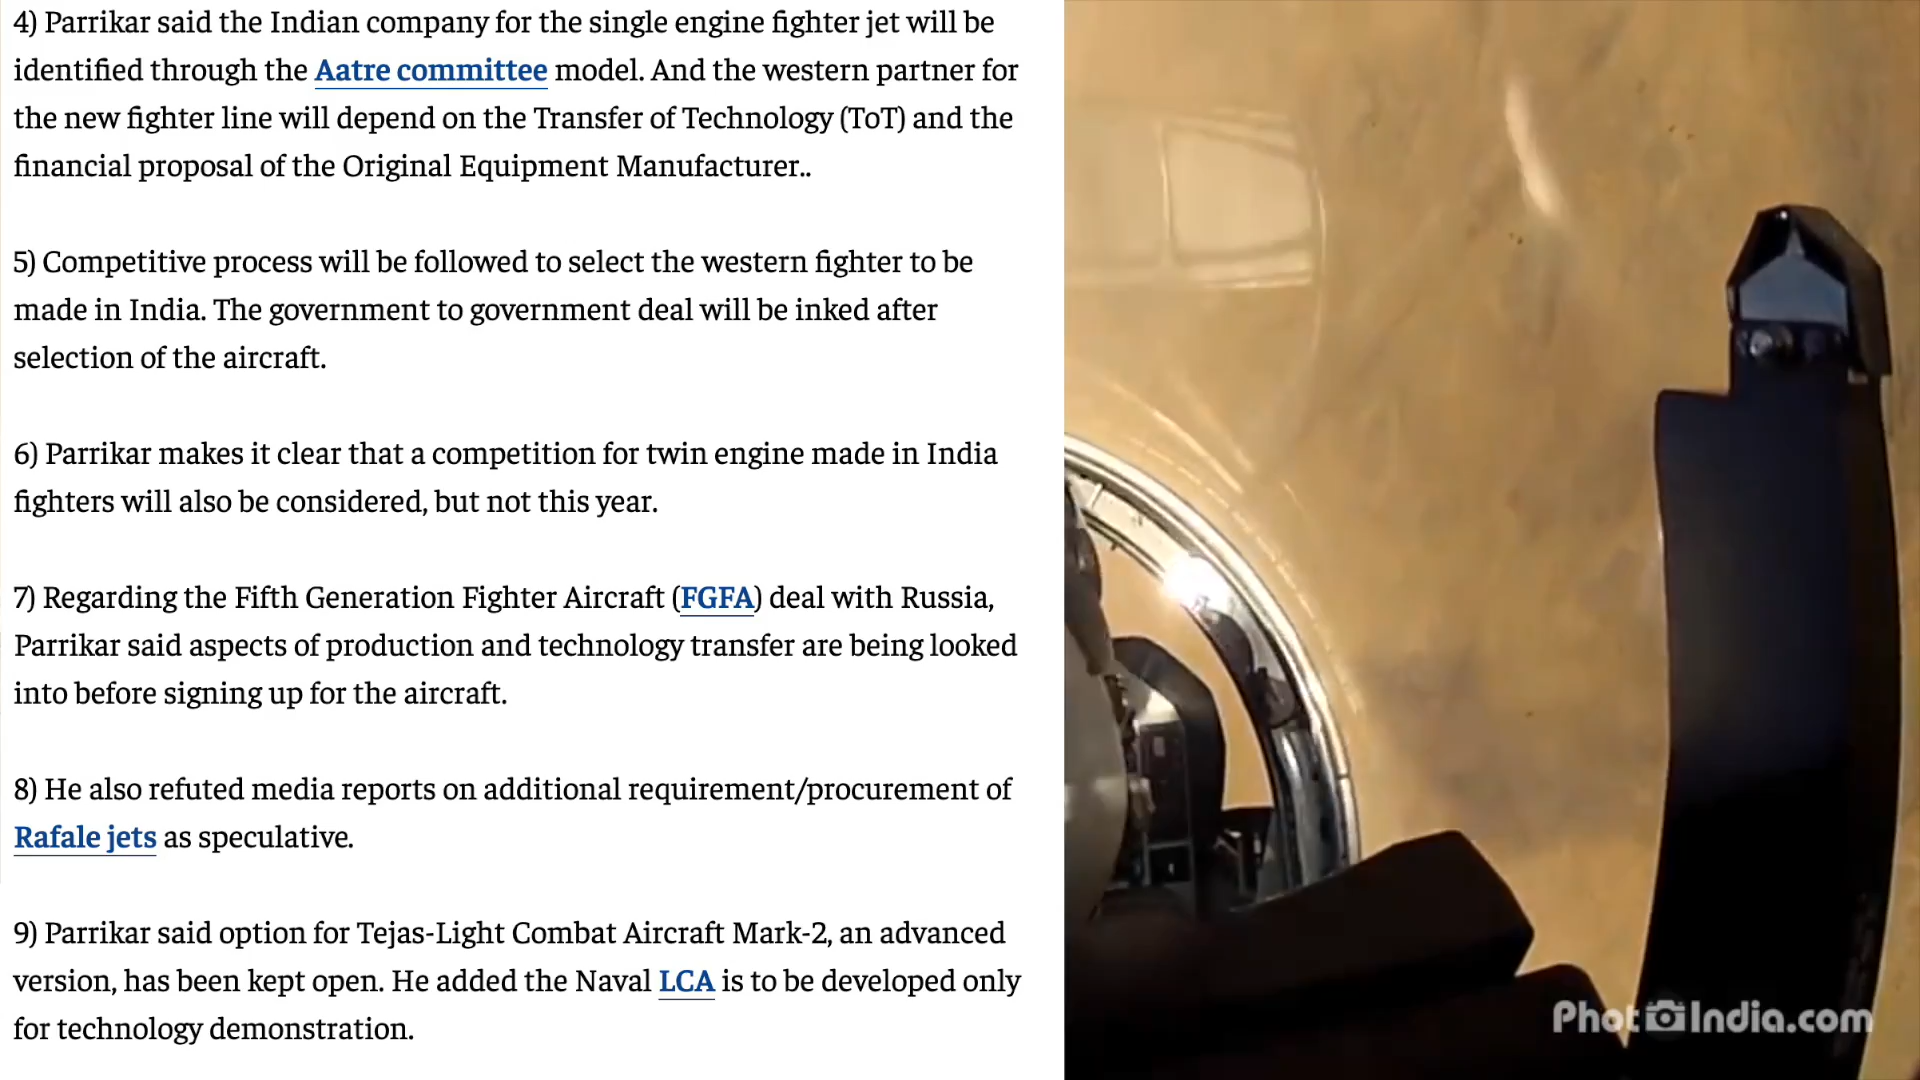 4) Parrikar said the Indian company for the single engine fighter jet will be
identified through the Aatre committee model. And the western partner for
the new fighter line will depend on the Transfer of Technology (ToT) and the
financial proposal of the Original Equipment Manufacturer..
5) Competitive process will be followed to select the western fighter to be
made in India. The government to government deal will be inked after
selection of the aircraft.
6) Parrikar makes it clear that a competition for twin engine made in India
fighters will also be considered, but not this year.
7) Regarding the Fifth Generation Fighter Aircraft (FGFA) deal with Russia,
Parrikar said aspects of production and technology transfer are being looked
into before signing up for the aircraft.
8) He also refuted media reports on additional requirement/procurement of
Rafale jets as speculative.
9) Parrikar said option for Tejas-Light Combat Aircraft Mark-2, an advanced
version, has been kept open. He added the Naval LCA is to be developed only
for technology demonstration.
PhotoIndia.com